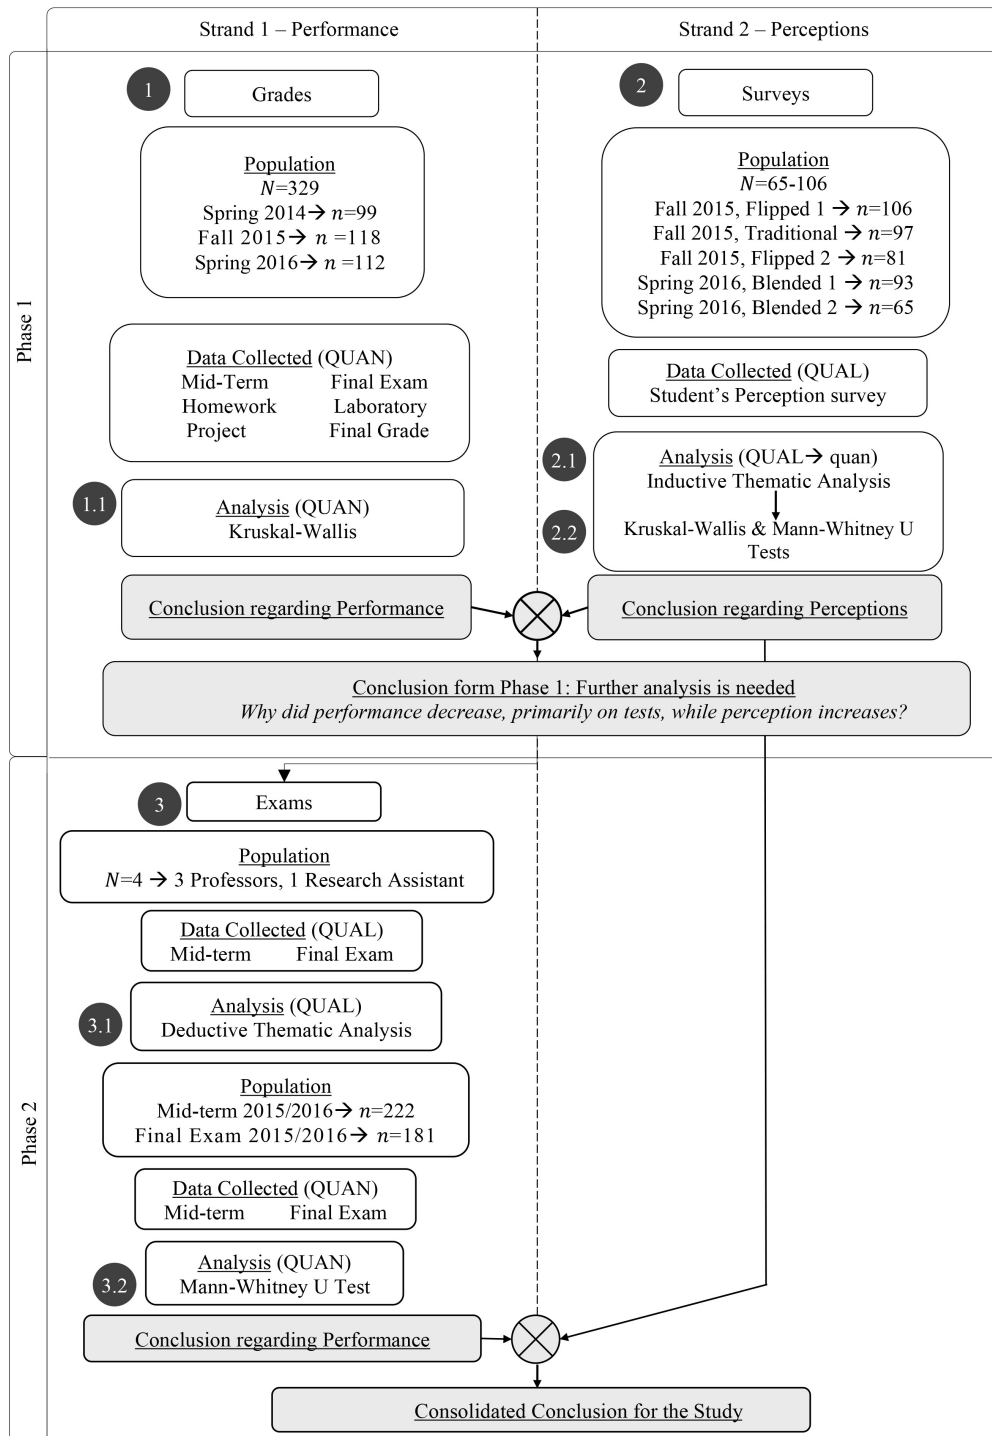 Strand 1 – Performance
Strand 2 – Perceptions
Phase 1
1
Grades
Population
N=329
Spring 2014→ n=99
Fall 2015→ n =118
Spring 2016→ n =112
Data Collected (QUAN)
Mid-Term Final Exam
Homework Laboratory
Project Final Grade
1.1
Analysis (QUAN)
Kruskal-Wallis
Conclusion regarding Performance
2
Surveys
Population
N=65-106
Fall 2015, Flipped 1 → n=106
Fall 2015, Traditional → n=97
Fall 2015, Flipped 2 → n=81
Spring 2016, Blended 1 → n=93
Spring 2016, Blended 2 → n=65
Data Collected (QUAL)
Student’s Perception survey
2.1
Analysis (QUAL→ quan)
Inductive Thematic Analysis
2.2
Kruskal-Wallis & Mann-Whitney U
Tests
Conclusion regarding Perceptions
Conclusion form Phase 1: Further analysis is needed
Why did performance decrease, primarily on tests, while perception increases?
Phase 2
3
Exams
Population
N=4 → 3 Professors, 1 Research Assistant
Data Collected (QUAL)
Mid-term Final Exam
3.1
Analysis (QUAL)
Deductive Thematic Analysis
Population
Mid-term 2015/2016→ n=222
Final Exam 2015/2016→ n=181
Data Collected (QUAN)
Mid-term Final Exam
3.2
Analysis (QUAN)
Mann-Whitney U Test
Conclusion regarding Performance
Consolidated Conclusion for the Study